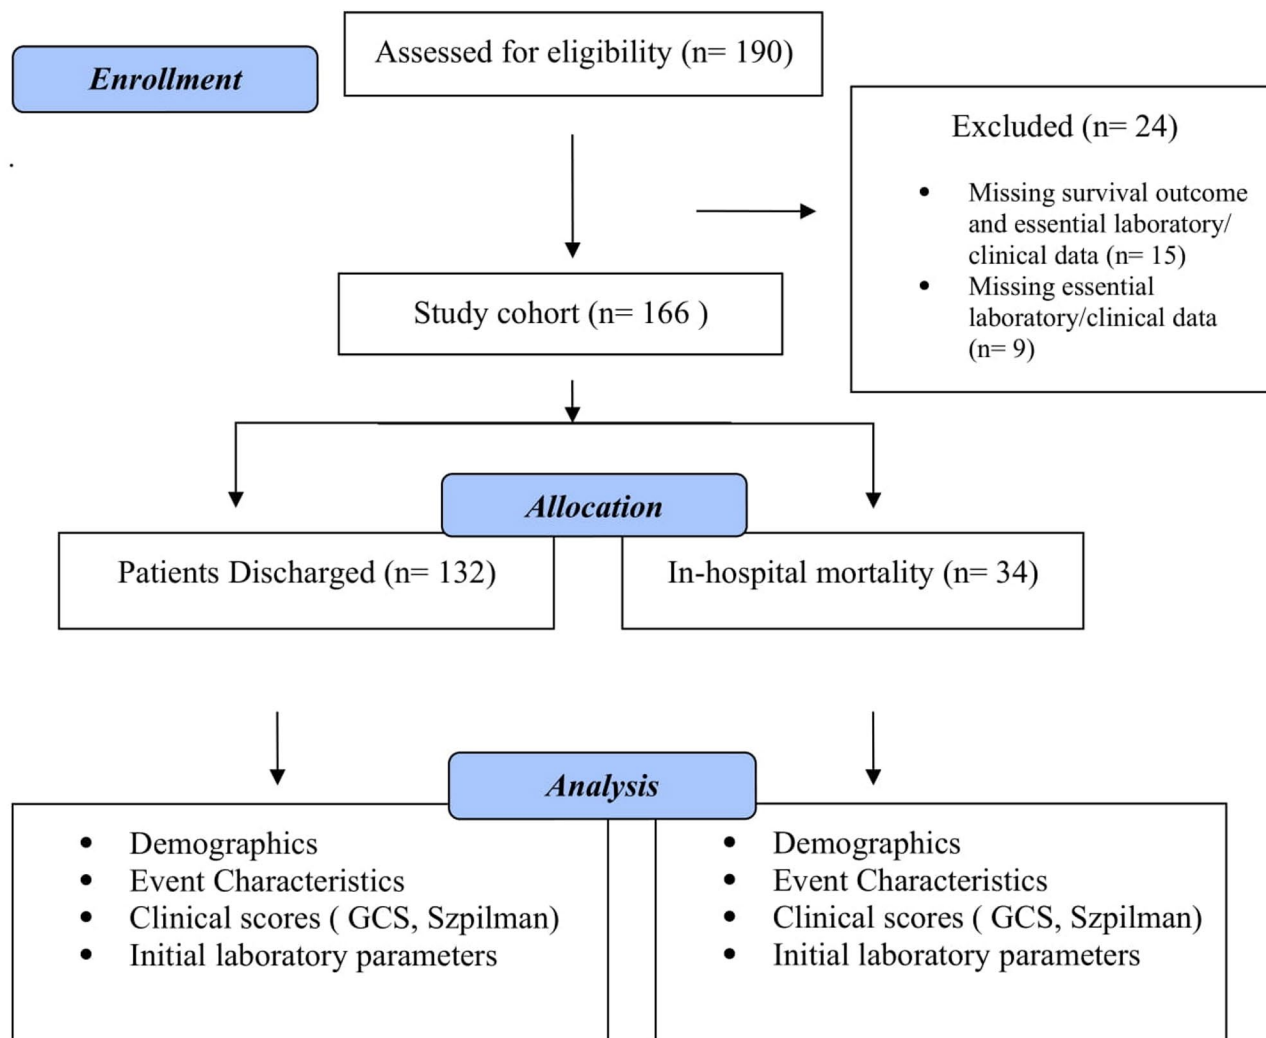 Assessed for eligibility (n= 190)
Enrollment
Excluded (n= 24)
• Missing survival outcome
and essential laboratory/
clinical data (n= 15)
• Missing essential
laboratory/clinical data
(n= 9)
.
Study cohort (n= 166 )
Allocation
Patients Discharged (n= 132)
In-hospital mortality (n= 34)
Analysis
• Demographics
• Event Characteristics
• Clinical scores ( GCS, Szpilman)
• Initial laboratory parameters
• Demographics
• Event Characteristics
• Clinical scores ( GCS, Szpilman)
• Initial laboratory parameters